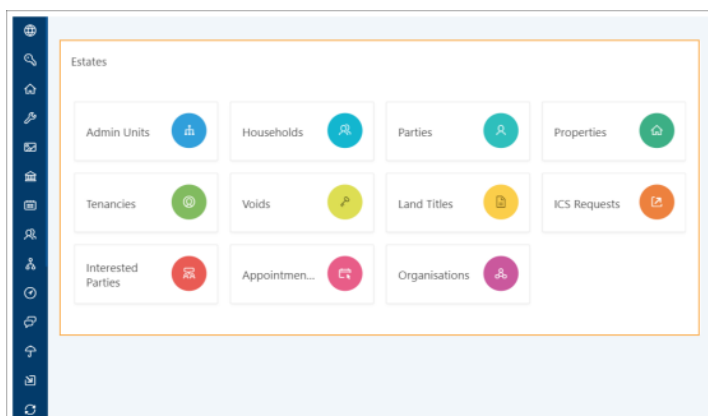 Estates
Admin Units
Households
Parties
Properties
Tenancies
Voids
Land Titles
ICS Requests
Interested
Parties
Appointmen...
Organisations